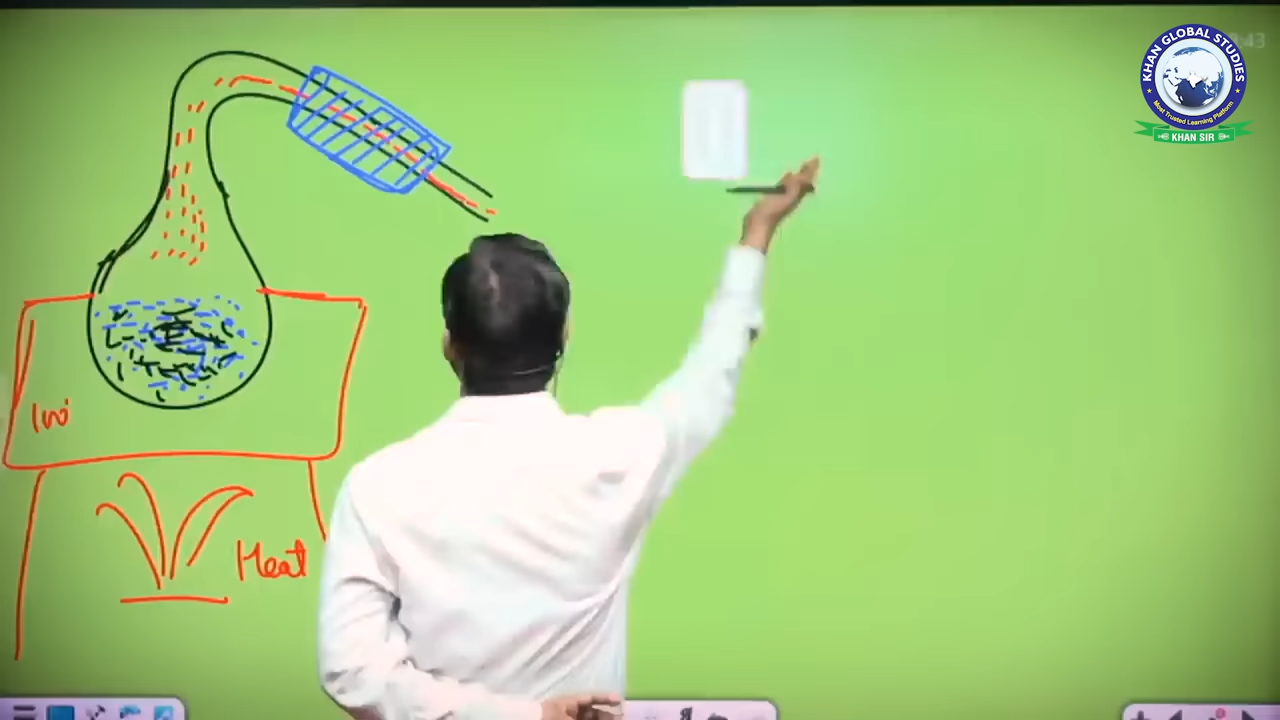 KHAN GLOBAL STUDIES
Most Trusted Learning Platform
KHAN SIR
Heat